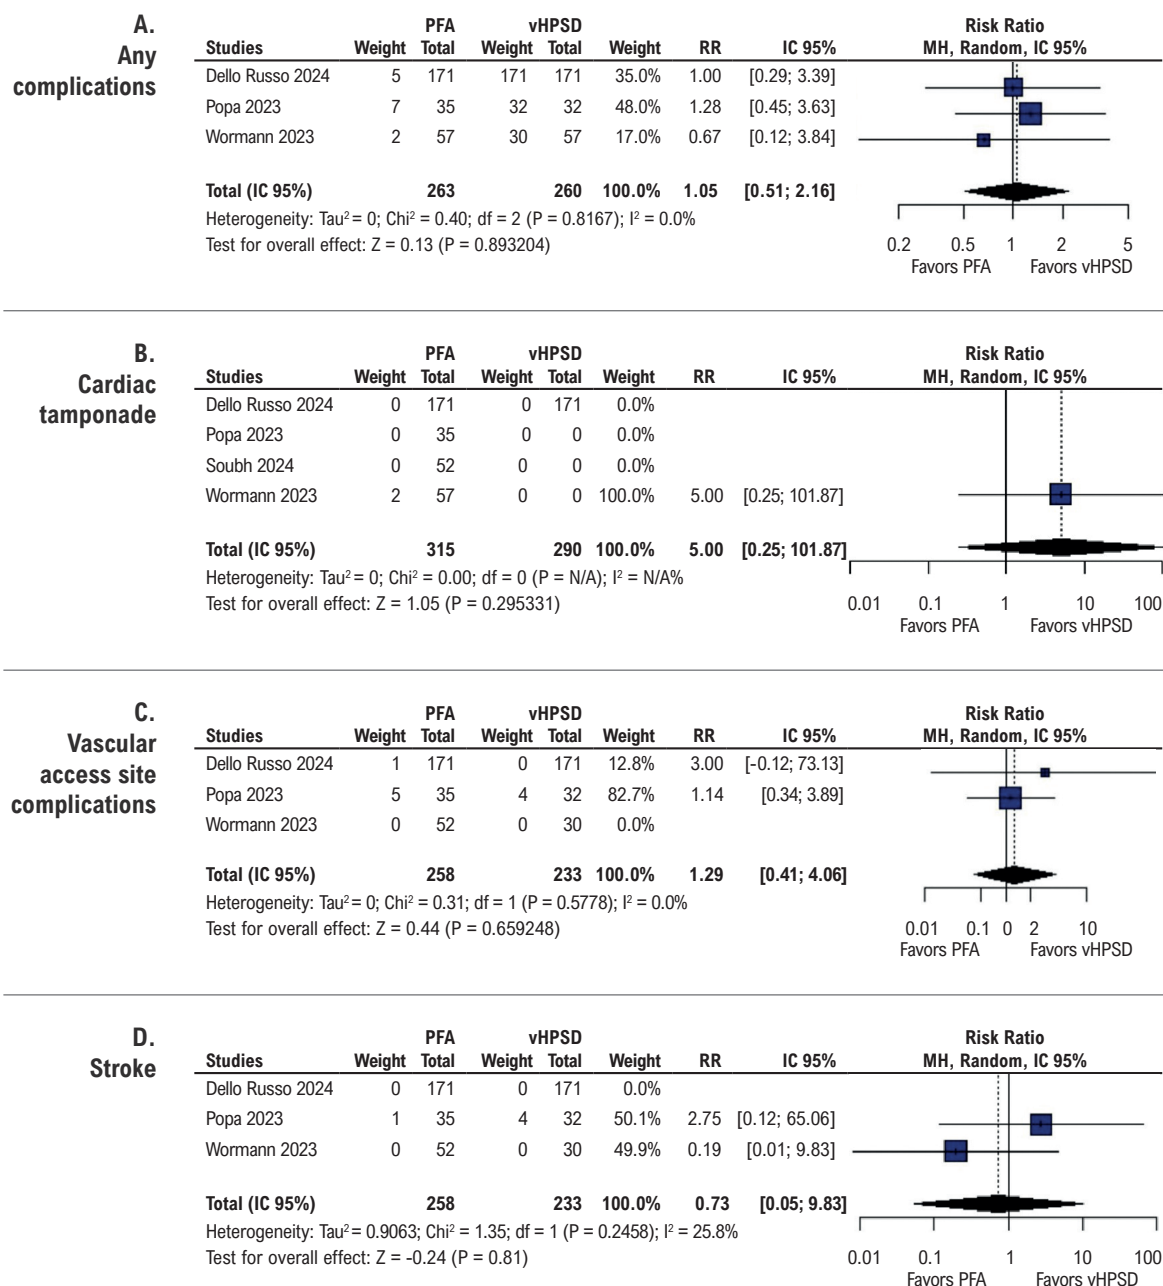 A.
Any
complications
PFA vHPSD Risk Ratio
Studies Weight Total Weight Total Weight RR IC 95% MH, Random, IC 95%
Dello Russo 2024 5 171 171 171 35.0% 1.00 [0.29; 3.39]
Popa 2023 7 35 32 32 48.0% 1.28 [0.45; 3.63]
Wormann 2023 2 57 30 57 17.0% 0.67 [0.12; 3.84]
Total (IC 95%) 263 260 100.0% 1.05 [0.51; 2.16]
Heterogeneity: Tau² = 0; Chi² = 0.40; df = 2 (P = 0.8167); I² = 0.0%
Test for overall effect: Z = 0.13 (P = 0.893204)
0.2 0.5 1 2 5
Favors PFA Favors vHPSD
B.
Cardiac
tamponade
PFA vHPSD Risk Ratio
Studies Weight Total Weight Total Weight RR IC 95% MH, Random, IC 95%
Dello Russo 2024 0 171 0 171 0.0%
Popa 2023 0 35 0 0 0.0%
Soubh 2024 0 52 0 0 0.0%
Wormann 2023 2 57 0 0 100.0% 5.00 [0.25; 101.87]
Total (IC 95%) 315 290 100.0% 5.00 [0.25; 101.87]
Heterogeneity: Tau² = 0; Chi² = 0.00; df = 0 (P = N/A); I² = N/A%
Test for overall effect: Z = 1.05 (P = 0.295331)
0.01 0.1 1 10 100
Favors PFA Favors vHPSD
C.
Vascular
access site
complications
PFA vHPSD Risk Ratio
Studies Weight Total Weight Total Weight RR IC 95% MH, Random, IC 95%
Dello Russo 2024 1 171 0 171 12.8% 3.00 [-0.12; 73.13]
Popa 2023 5 35 4 32 82.7% 1.14 [0.34; 3.89]
Wormann 2023 0 52 0 30 0.0%
Total (IC 95%) 258 233 100.0% 1.29 [0.41; 4.06]
Heterogeneity: Tau² = 0; Chi² = 0.31; df = 1 (P = 0.5778); I² = 0.0%
Test for overall effect: Z = 0.44 (P = 0.659248)
0.01 0.1 0 2 10
Favors PFA Favors vHPSD
D.
Stroke
PFA vHPSD Risk Ratio
Studies Weight Total Weight Total Weight RR IC 95% MH, Random, IC 95%
Dello Russo 2024 0 171 0 171 0.0%
Popa 2023 1 35 4 32 50.1% 2.75 [0.12; 65.06]
Wormann 2023 0 52 0 30 49.9% 0.19 [0.01; 9.83]
Total (IC 95%) 258 233 100.0% 0.73 [0.05; 9.83]
Heterogeneity: Tau² = 0.9063; Chi² = 1.35; df = 1 (P = 0.2458); I² = 25.8%
Test for overall effect: Z = -0.24 (P = 0.81)
0.01 0.1 1 10 100
Favors PFA Favors vHPSD